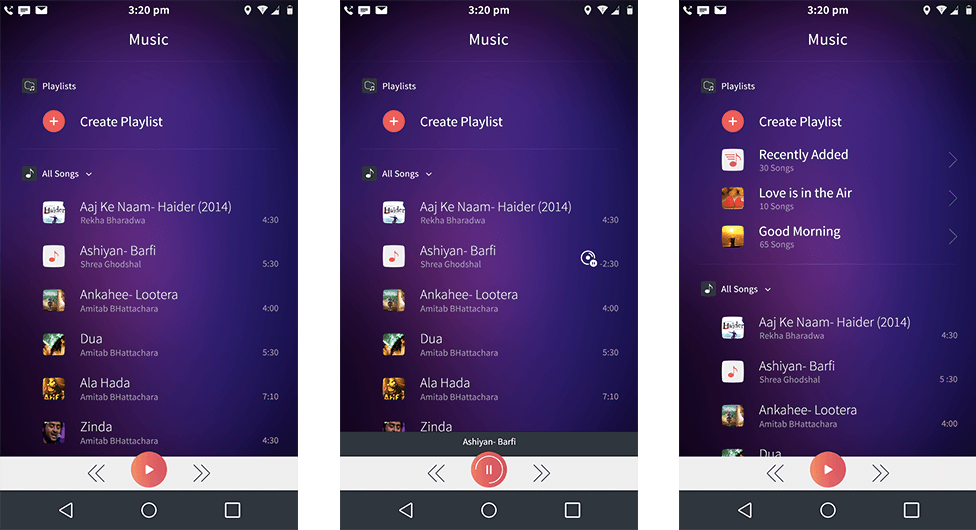 3:20 pm
Music
Playlists
Create Playlist
All Songs
Aaj Ke Naam- Haider (2014)
Rekha Bharadwa
4:30
Ashiyan- Barfi
Shrea Ghodshal
5:30
Ankahee- Lootera
Amitab BHattachara
4:00
Dua
Amitab BHattachara
5:30
Ala Hada
Amitab BHattachara
7:10
Zinda
Amitab BHattachara
4:30
3:20 pm
Music
Playlists
Create Playlist
All Songs
Haider
Aaj Ke Naam- Haider (2014)
Rekha Bharadwa
4:30
Ashiyan- Barfi
Shrea Ghodshal
-2:30
Ankahee- Lootera
Amitab BHattachara
4:00
Dua
Amitab BHattachara
5:30
Ala Hada
Amitab BHattachara
7:10
Zinda
Ashiyan- Barfi
3:20 pm
Music
Playlists
Create Playlist
Recently Added
30 Songs
Love is in the Air
10 Songs
Good Morning
65 Songs
All Songs
Haider
Aaj Ke Naam- Haider (2014)
Rekha Bharadwa
4:30
Ashiyan- Barfi
Shrea Ghodshal
5 :30
Ankahee- Lootera
Amitab BHattachara
4:00
Dua